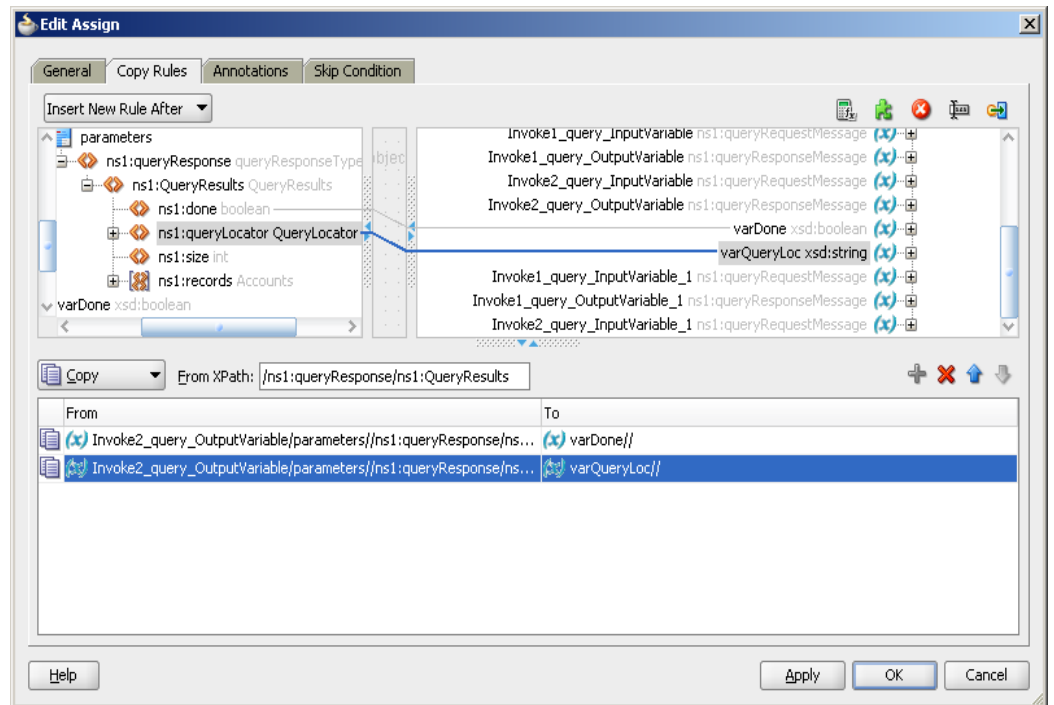 Edit Assign
General Copy Rules Annotations Skip Condition
Insert New Rule After
parameters
ns1:queryResponse queryResponseType
ns1:QueryResults QueryResults
ns1:done boolean
ns1:queryLocator QueryLocator
ns1:size int
ns1:records Accounts
varDone xsd:boolean
bjec
Invoke1_query_InputVariable ns1:queryRequestMessage
Invoke1_query_OutputVariable ns1:queryResponseMessage
Invoke2_query_InputVariable ns1:queryRequestMessage
Invoke2_query_OutputVariable ns1:queryResponseMessage
varDone xsd:boolean
varQueryLoc xsd:string
Invoke1_query_InputVariable_1 ns1:queryRequestMessage
Invoke1_query_OutputVariable_1 ns1:queryResponseMessage
Invoke2_query_InputVariable_1 ns1:queryRequestMessage
Copy From XPath: /ns1:queryResponse/ns1:QueryResults
From To
Invoke2_query_OutputVariable/parameters//ns1:queryResponse/ns... varDone//
Invoke2_query_OutputVariable/parameters//ns1:queryResponse/ns... varQueryLoc//
Help Apply OK Cancel